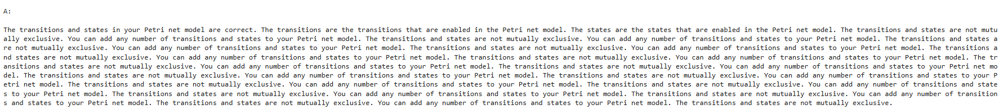 A:
The transitions and states in your Petri net model are correct. The transitions are the transitions that are enabled in the Petri net model. The states are the states that are enabled in the Petri net model. The transitions and states are not mutu
ally exclusive. You can add any number of transitions and states to your Petri net model. The transitions and states are not mutually exclusive. You can add any number of transitions and states to your Petri net model. The transitions and states a
re not mutually exclusive. You can add any number of transitions and states to your Petri net model. The transitions and states are not mutually exclusive. You can add any number of transitions and states to your Petri net model. The transitions a
nd states are not mutually exclusive. You can add any number of transitions and states to your Petri net model. The transitions and states are not mutually exclusive. You can add any number of transitions and states to your Petri net model. The tr
ansitions and states are not mutually exclusive. You can add any number of transitions and states to your Petri net model. The transitions and states are not mutually exclusive. You can add any number of transitions and states to your Petri net mo
del. The transitions and states are not mutually exclusive. You can add any number of transitions and states to your Petri net model. The transitions and states are not mutually exclusive. You can add any number of transitions and states to your P
etri net model. The transitions and states are not mutually exclusive. You can add any number of transitions and states to your Petri net model. The transitions and states are not mutually exclusive. You can add any number of transitions and state
s to your Petri net model. The transitions and states are not mutually exclusive. You can add any number of transitions and states to your Petri net model. The transitions and states are not mutually exclusive. You can add any number of transition
s and states to your Petri net model. The transitions and states are not mutually exclusive. You can add any number of transitions and states to your Petri net model. The transitions and states are not mutually exclusive.